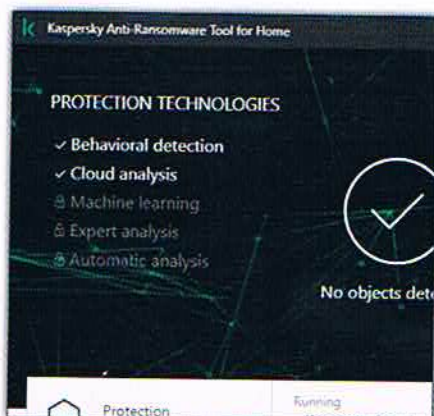 Kaspersky Anti-Ransomware Tool for Home
PROTECTION TECHNOLOGIES
✓ Behavioral detection
✓ Cloud analysis
Machine learning
Expert analysis
Automatic analysis
No objects dete
Protection
Running